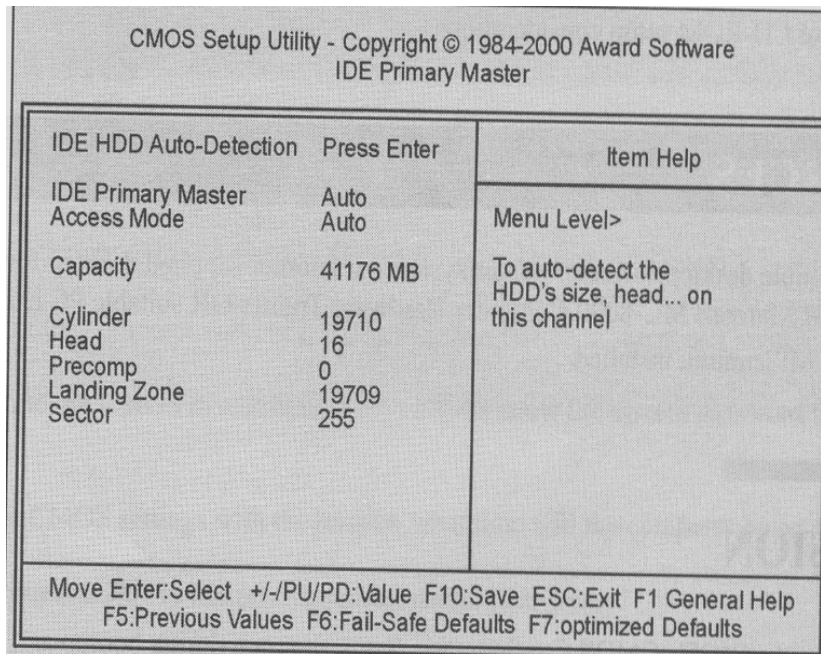 CMOS Setup Utility - Copyright © 1984-2000 Award Software
IDE Primary Master
IDE HDD Auto-Detection Press Enter
IDE Primary Master Auto
Access Mode Auto
Capacity 41176 MB
Cylinder 19710
Head 16
Precomp 0
Landing Zone 19709
Sector 255
Item Help
Menu Level>
To auto-detect the
HDD's size, head... on
this channel
Move Enter:Select +/-/PU/PD:Value F10:Save ESC:Exit F1 General Help
F5:Previous Values F6:Fail-Safe Defaults F7:optimized Defaults